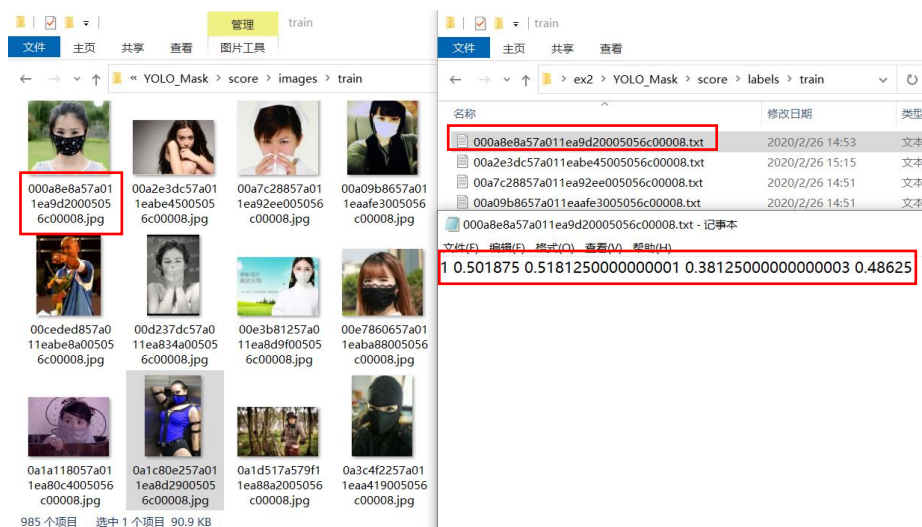 管理
train
文件
主页
共享
查看
图片工具
« YOLO_Mask > score > images > train
000a8e8a57a01
1ea9d2000505
6c00008.jpg
00a2e3dc57a01
1eabe4500505
6c00008.jpg
00a7c28857a01
1ea92ee005056
c00008.jpg
00a09b8657a01
1eaafe3005056
c00008.jpg
00ceded857a0
11eabe8a00505
6c00008.jpg
00d237dc57a0
11ea834a00505
6c00008.jpg
00e3b81257a0
11ea8d9f00505
6c00008.jpg
00e7860657a01
1eaba88005056
c00008.jpg
0a1a118057a01
1ea80c4005056
c00008.jpg
0a1c80e257a01
1ea8d2900505
6c00008.jpg
0a1d517a579f1
1ea88a2005056
c00008.jpg
0a3c4f2257a01
1eaa419005056
c00008.jpg
985 个项目 选中 1 个项目 90.9 KB
train
文件
主页
共享
查看
> ex2 > YOLO_Mask > score > labels > train
名称
修改日期
类型
000a8e8a57a011ea9d20005056c00008.txt
2020/2/26 14:53
文本
00a2e3dc57a011eabe45005056c00008.txt
2020/2/26 15:15
文本
00a7c28857a011ea92ee005056c00008.txt
2020/2/26 14:51
文本
00a09b8657a011eaafe3005056c00008.txt
2020/2/26 14:51
文本
000a8e8a57a011ea9d20005056c00008.txt - 记事本
文件(F) 编辑(E) 格式(O) 查看(V) 帮助(H)
1 0.501875 0.5181250000000001 0.38125000000000003 0.48625